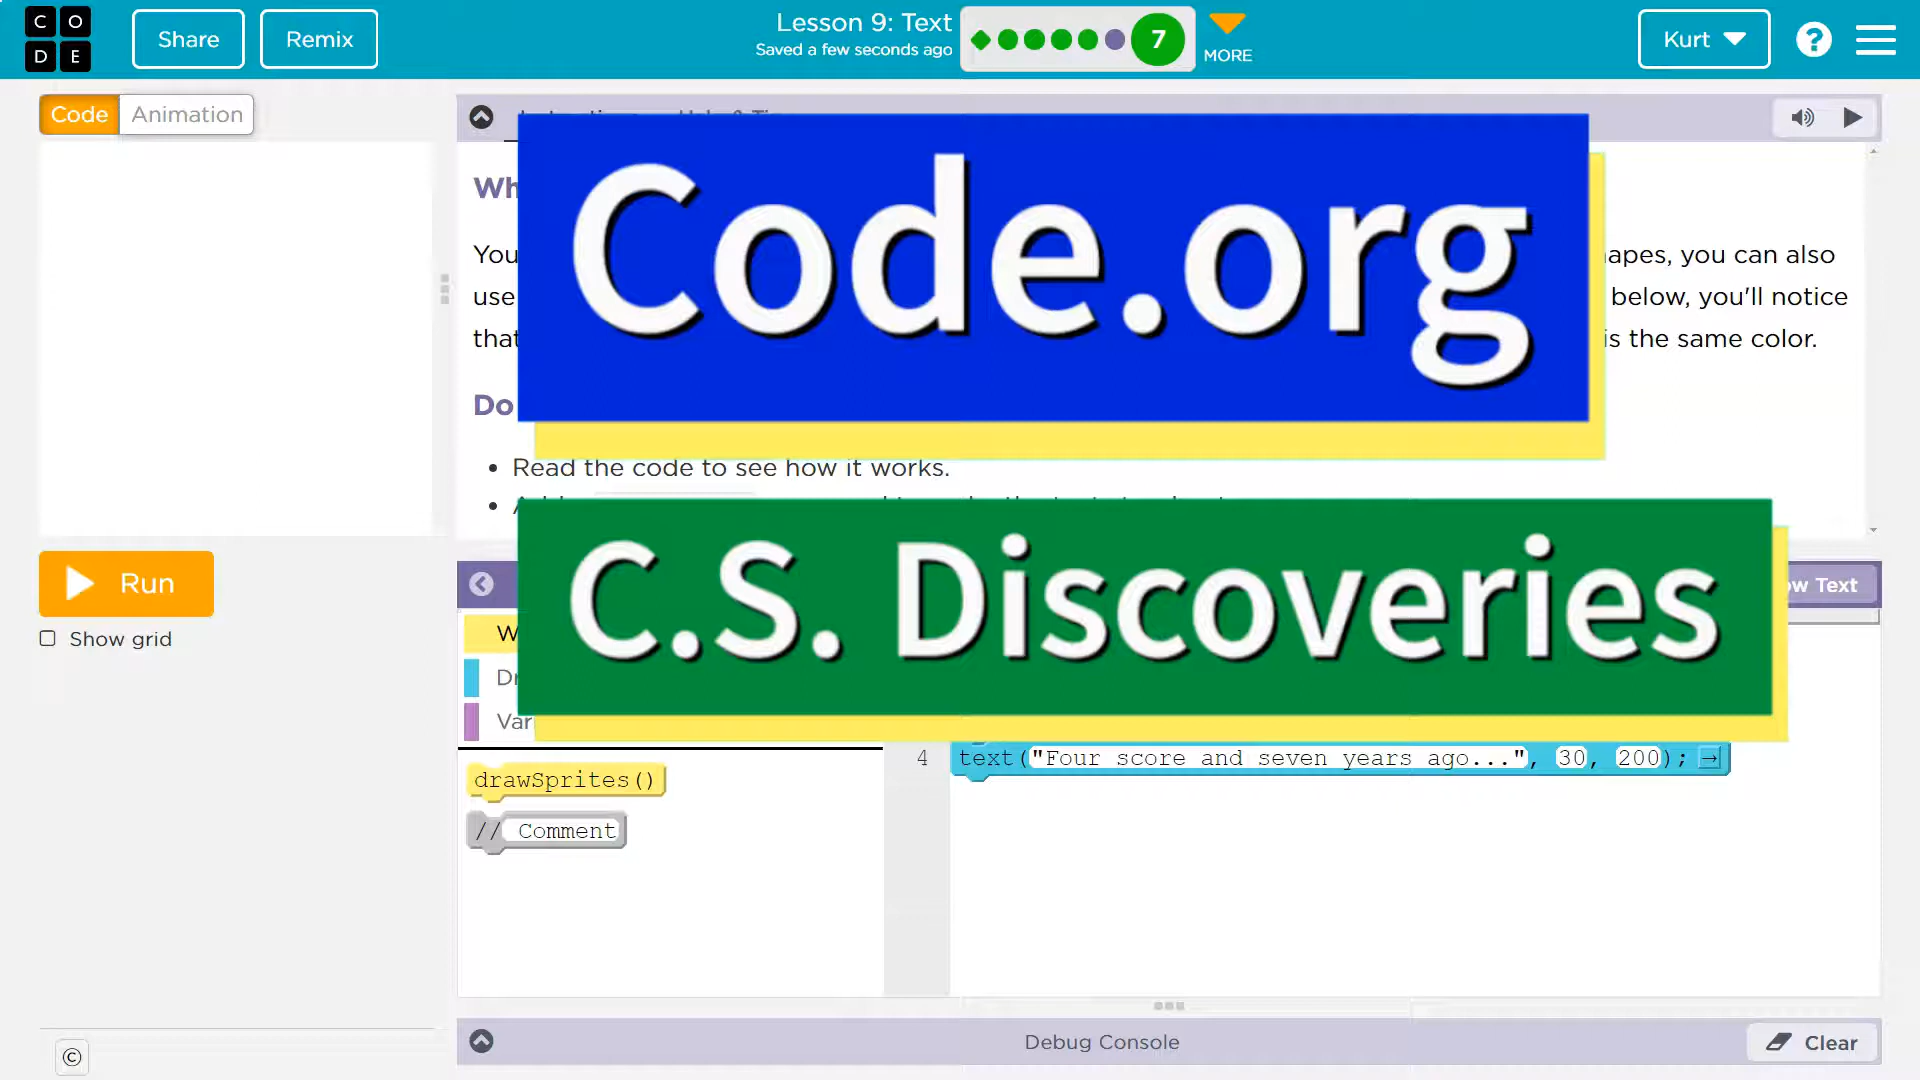 CODE
Share
Remix
Lesson 9: Text
Saved a few seconds ago
7
MORE
Kurt
?
Code
Animation
Code.org
Wh
You
apes, you can also
use
below, you'll notice
that
is the same color.
Do
Read the code to see how it works.
C.S. Discoveries
Run
Show grid
W
Dr
Var
w Text
drawSprites()
// Comment
4
text("Four score and seven years ago...", 30, 200);
Debug Console
Clear
©